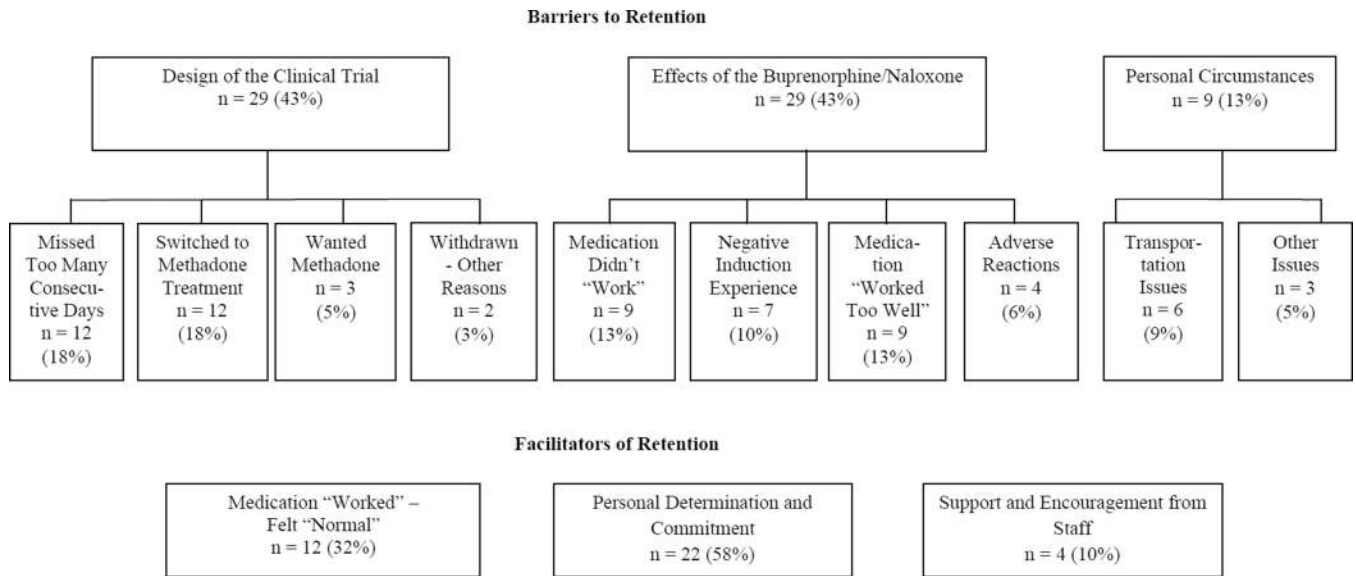 Barriers to Retention
Design of the Clinical Trial
n = 29 (43%)
Effects of the Buprenorphine/Naloxone
n = 29 (43%)
Personal Circumstances
n = 9 (13%)
Missed
Too Many
Consecu-
tive Days
n = 12
(18%)
Switched to
Methadone
Treatment
n = 12
(18%)
Wanted
Methadone
n = 3
(5%)
Withdrawn
- Other
Reasons
n = 2
(3%)
Medication
Didn't
“Work”
n = 9
(13%)
Negative
Induction
Experience
n = 7
(10%)
Medica-
tion
“Worked
Too Well”
n = 9
(13%)
Adverse
Reactions
n = 4
(6%)
Transpor-
tation
Issues
n = 6
(9%)
Other
Issues
n = 3
(5%)
Facilitators of Retention
Medication “Worked” –
Felt “Normal”
n = 12 (32%)
Personal Determination and
Commitment
n = 22 (58%)
Support and Encouragement from
Staff
n = 4 (10%)